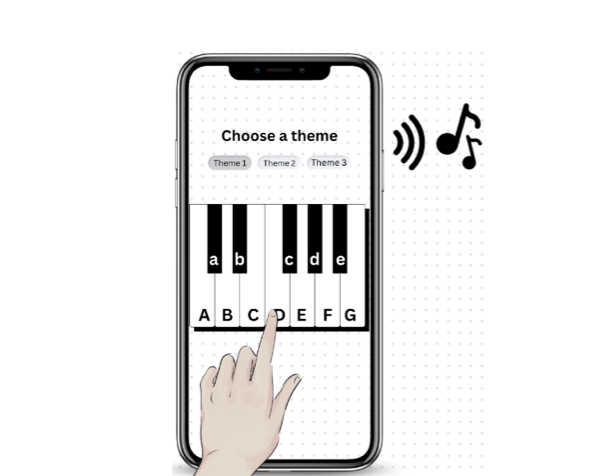 Choose a theme
Theme 1 Theme 2 Theme 3
a b c d e
A B C D E F G